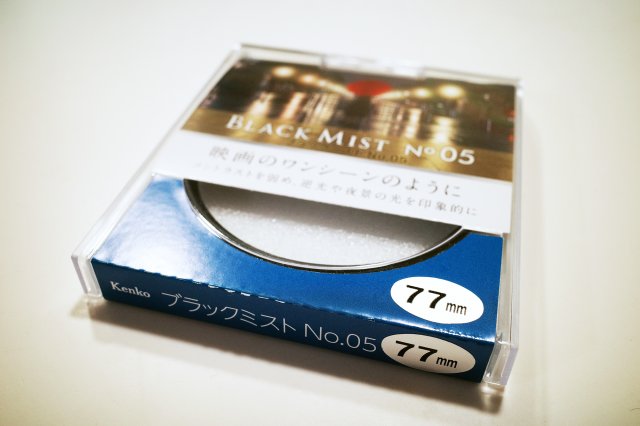 BLACK MIST No05
映画のワンシーンのように
コントラストを弱め、逆光や夜景の光を印象的に
77mm
Kenko ブラックミスト No.05 77mm